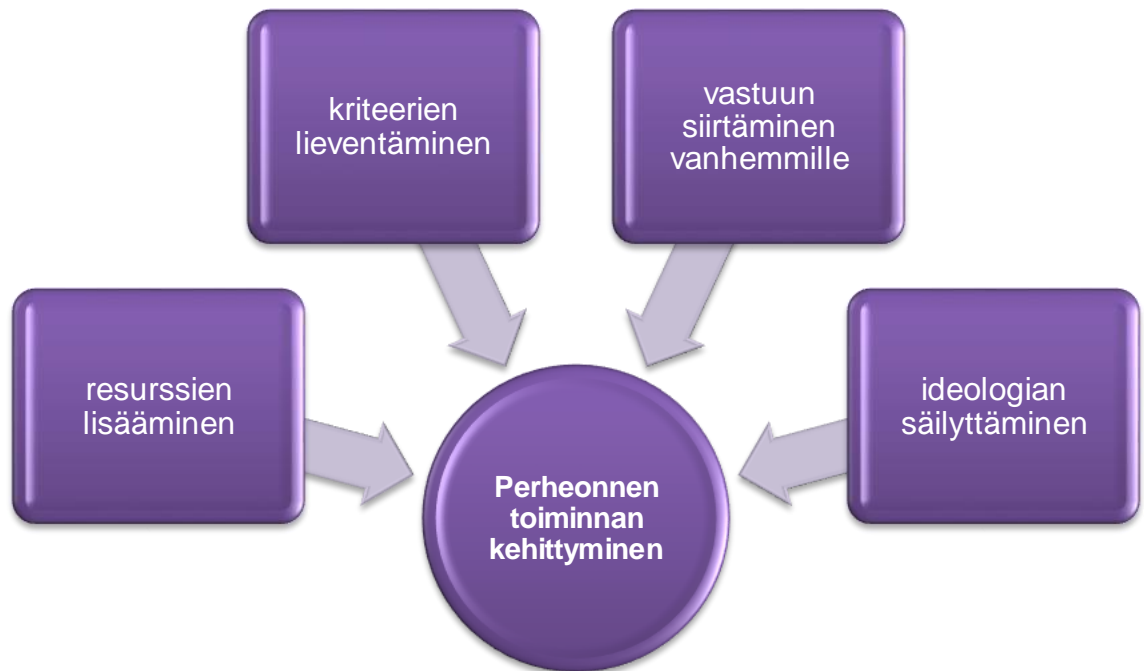 kriteerien
lieventäminen
vastuun
siirtäminen
vanhemmille
resurssien
lisääminen
ideologian
säilyttäminen
Perheonnen
toiminnan
kehittyminen